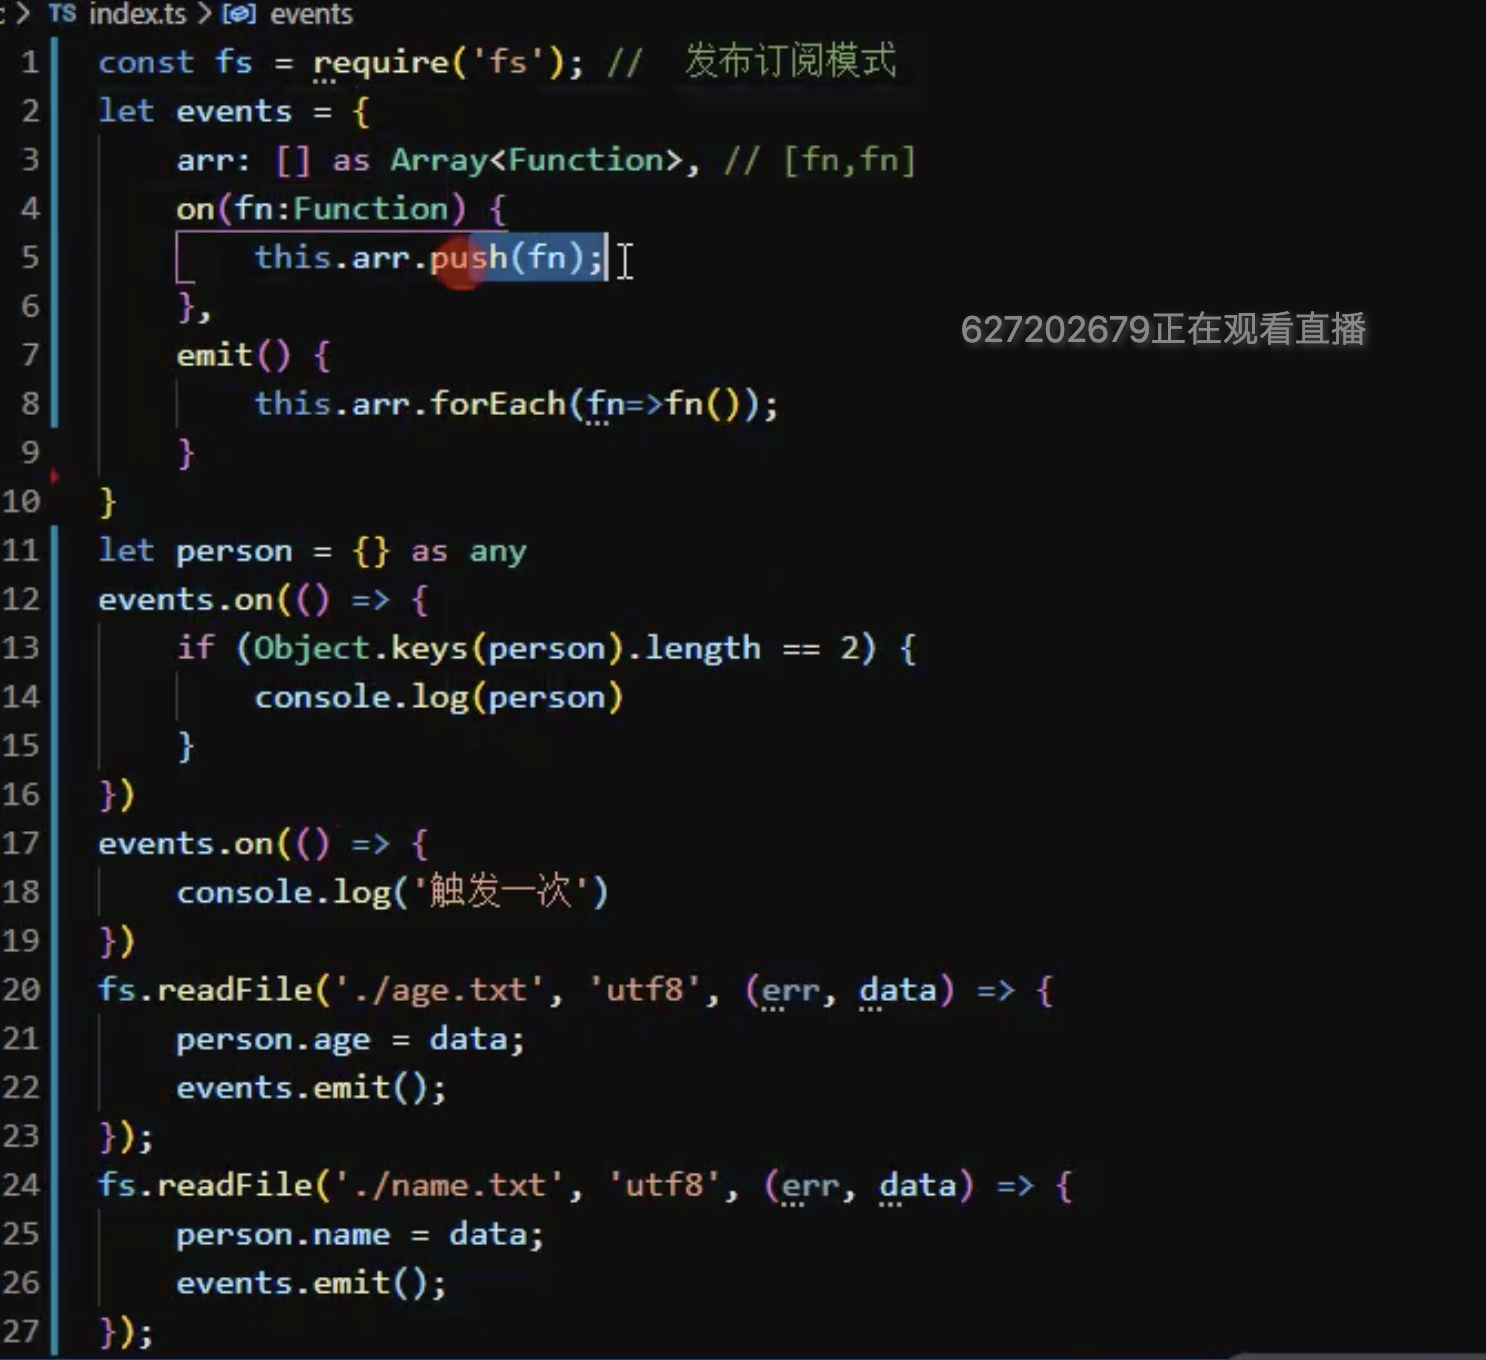 TS index.ts > events
1 const fs = require('fs'); // 发布订阅模式
2 let events = {
3 arr: [] as Array<Function>, // [fn,fn]
4 on(fn:Function) {
5 this.arr.push(fn);
6 },
627202679正在观看直播
7 emit() {
8 this.arr.forEach(fn=>fn());
9 }
10 }
11 let person = {} as any
12 events.on(() => {
13 if (Object.keys(person).length == 2) {
14 console.log(person)
15 }
16 })
17 events.on(() => {
18 console.log('触发一次')
19 })
20 fs.readFile('./age.txt', 'utf8', (err, data) => {
21 person.age = data;
22 events.emit();
23 });
24 fs.readFile('./name.txt', 'utf8', (err, data) => {
25 person.name = data;
26 events.emit();
27 });